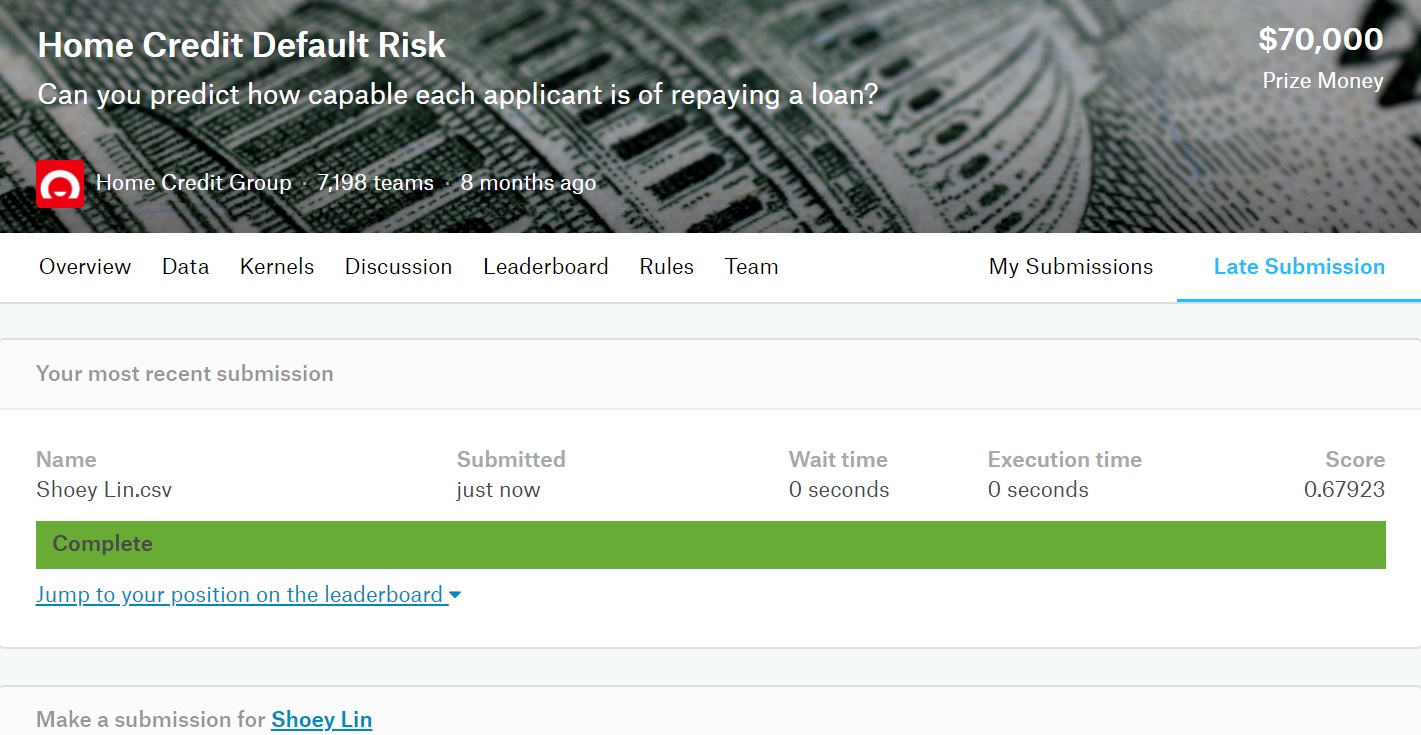 Home Credit Default Risk
$70,000
Can you predict how capable each applicant is of repaying a loan?
Prize Money
Home Credit Group · 7,198 teams · 8 months ago
Overview Data Kernels Discussion Leaderboard Rules Team My Submissions Late Submission
Your most recent submission
Name Submitted Wait time Execution time Score
Shoey Lin.csv just now 0 seconds 0 seconds 0.67923
Complete
Jump to your position on the leaderboard
Make a submission for Shoey Lin